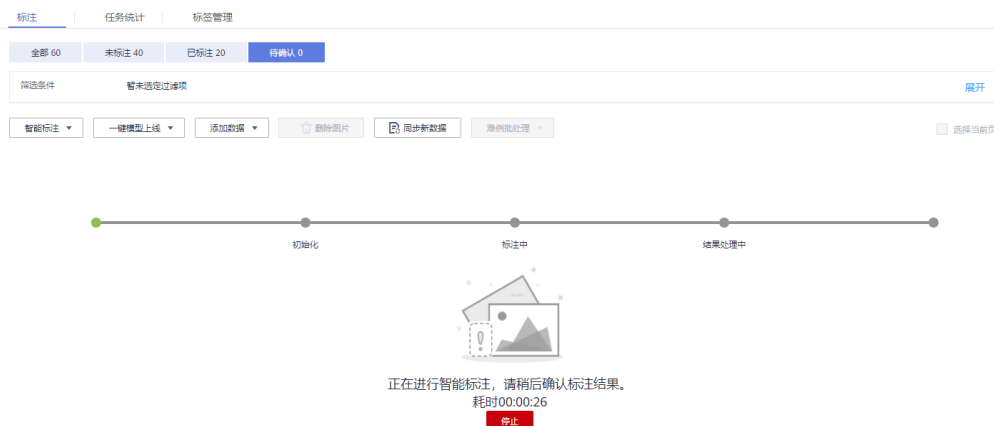 标注 任务统计 标签管理
全部 60 未标注 40 已标注 20 待确认 0
筛选条件 暂未选定过滤项 展开
智能标注 一键模型上线 添加数据 删除图片 同步新数据 难例批处理 选择当前页
初始化 标注中 结果处理中
正在进行智能标注，请稍后确认标注结果。
耗时00:00:26
停止